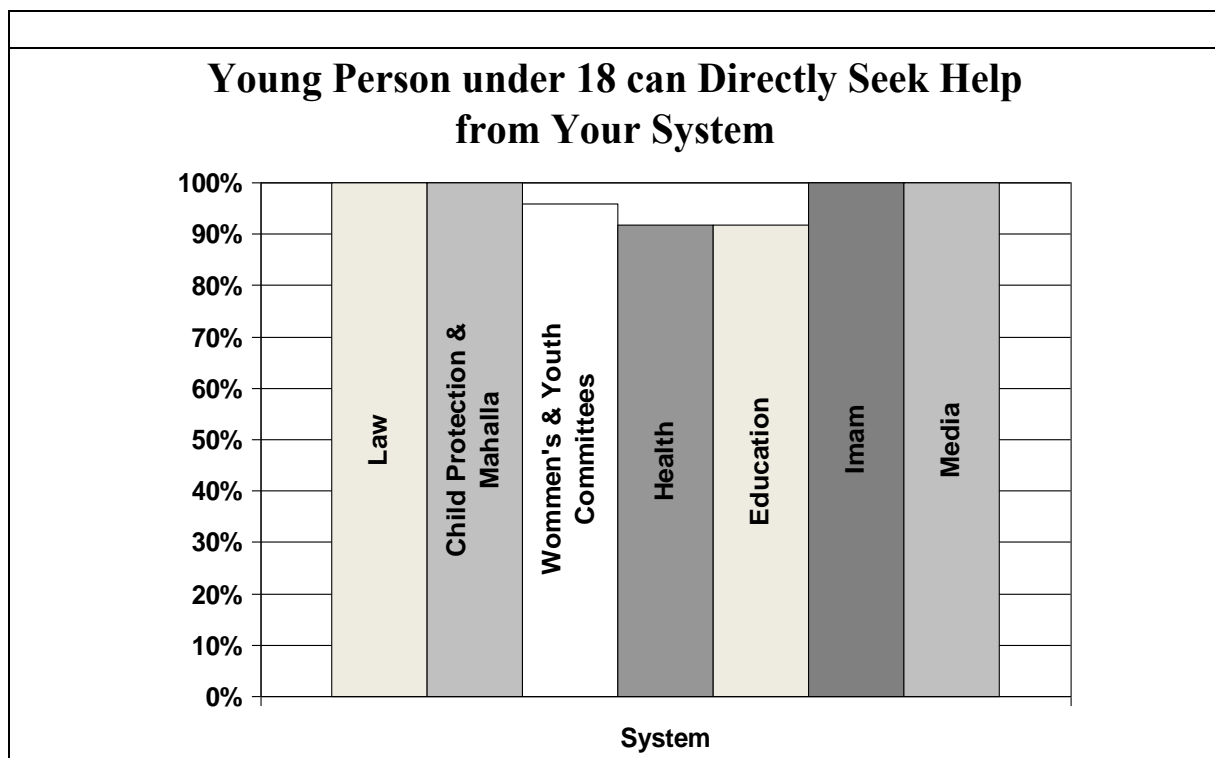 Young Person under 18 can Directly Seek Help
from Your System
100%
90%
80%
70%
60%
50%
40%
30%
20%
10%
0%
Law
Child Protection &
Mahalla
Wommen's & Youth
Committees
Health
Education
Imam
Media
System